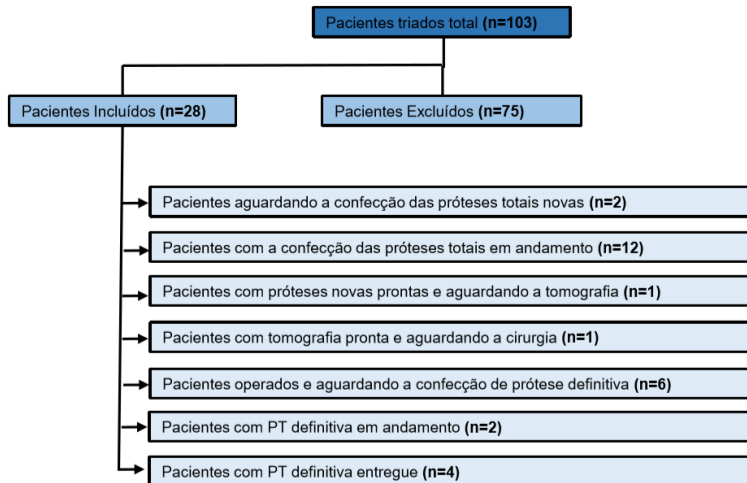 Pacientes triados total (n=103)
Pacientes Incluídos (n=28)
Pacientes Excluídos (n=75)
Pacientes aguardando a confecção das próteses totais novas (n=2)
Pacientes com a confecção das próteses totais em andamento (n=12)
Pacientes com próteses novas prontas e aguardando a tomografia (n=1)
Pacientes com tomografia pronta e aguardando a cirurgia (n=1)
Pacientes operados e aguardando a confecção de prótese definitiva (n=6)
Pacientes com PT definitiva em andamento (n=2)
Pacientes com PT definitiva entregue (n=4)